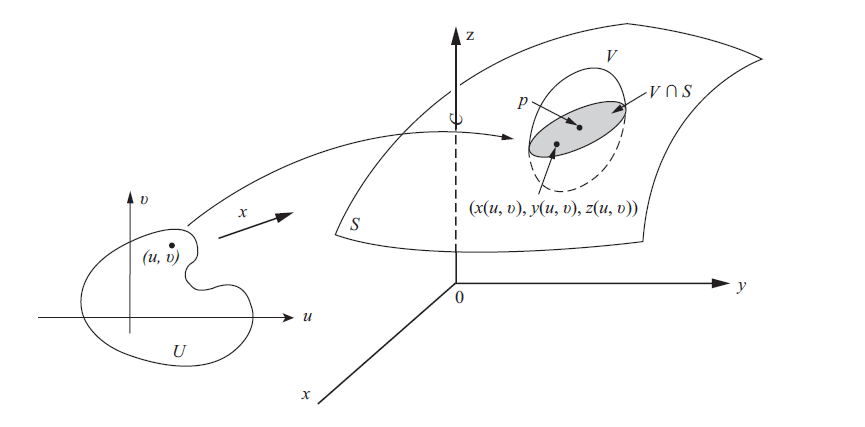 z
V
p
V ∩ S
υ
x
(x(u, υ), y(u, υ), z(u, υ))
S
(u, υ)
y
0
u
U
x